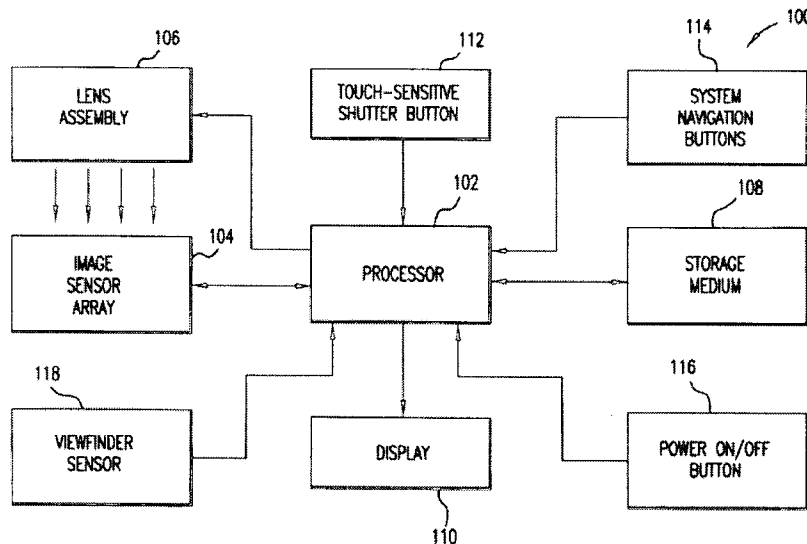 100
106
112
114
LENS
ASSEMBLY
TOUCH-SENSITIVE
SHUTTER BUTTON
SYSTEM
NAVIGATION
BUTTONS
102
108
104
IMAGE
SENSOR
ARRAY
PROCESSOR
STORAGE
MEDIUM
118
116
VIEWFINDER
SENSOR
DISPLAY
POWER ON/OFF
BUTTON
110